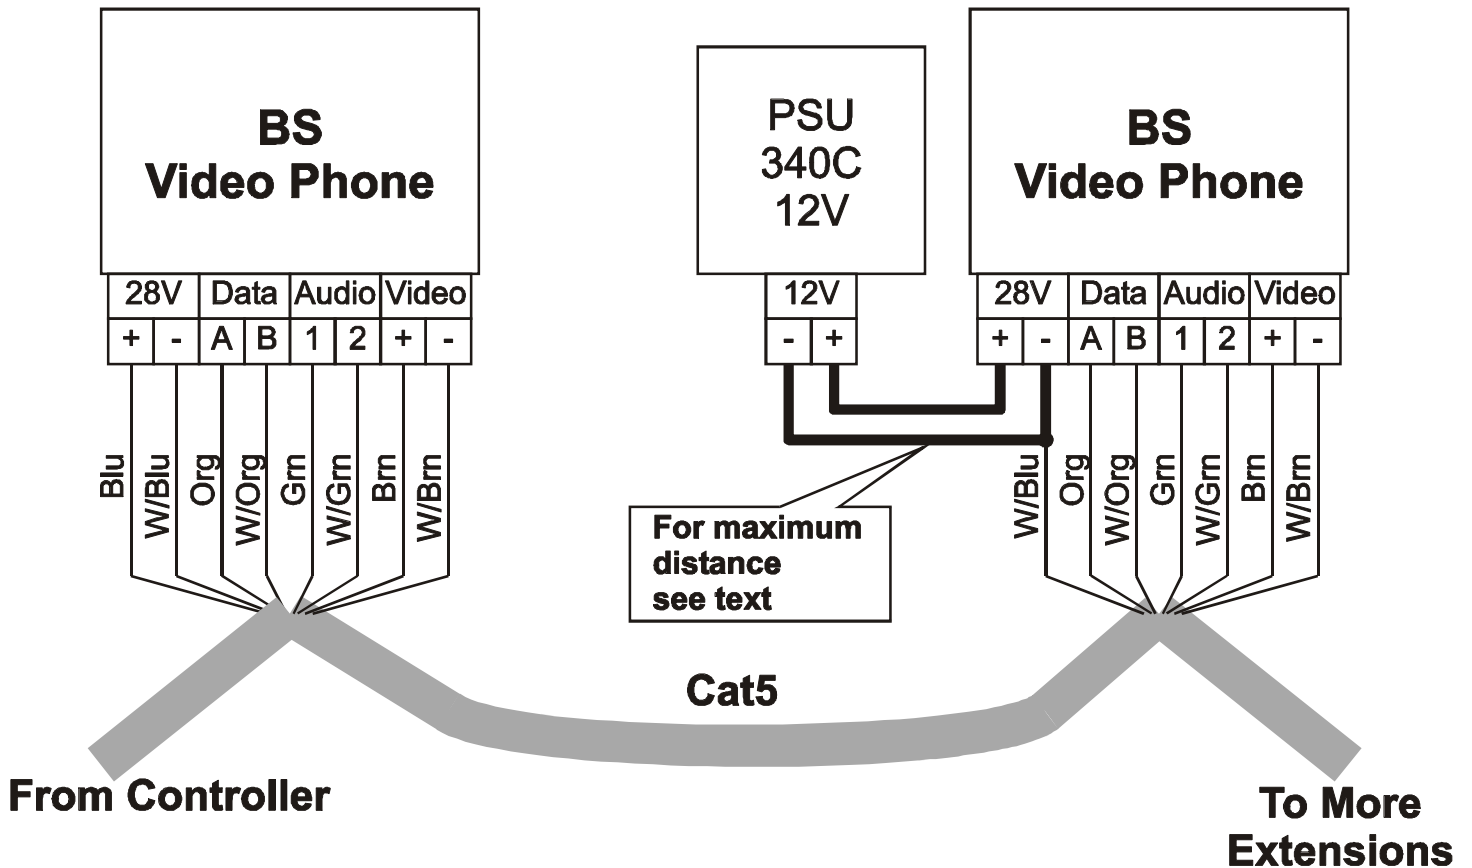 BS
Video Phone
28V Data Audio Video
+ - A B 1 2 + -
Blu W/Blu Org W/Org Grn W/Grn Brn W/Brn
PSU
340C
12V
12V
- +
BS
Video Phone
28V Data Audio Video
+ - A B 1 2 + -
W/Blu Org W/Org Grn W/Grn Brn W/Brn
For maximum
distance
see text
Cat5
From Controller
To More
Extensions